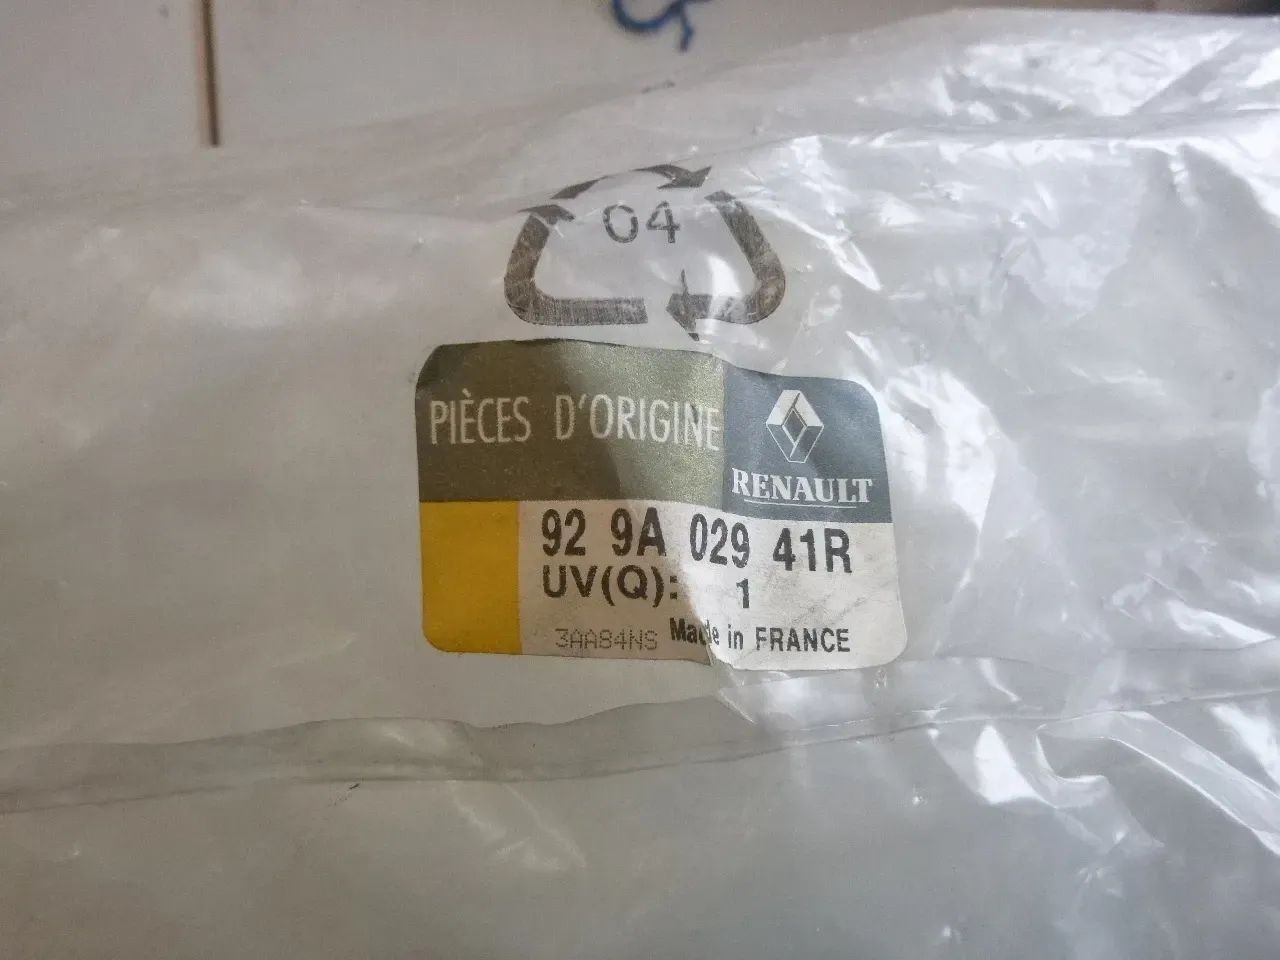 04
PIÈCES D'ORIGINE
RENAULT
92 9A 029 41R
UV(Q): 1
3AA84NS Made in FRANCE